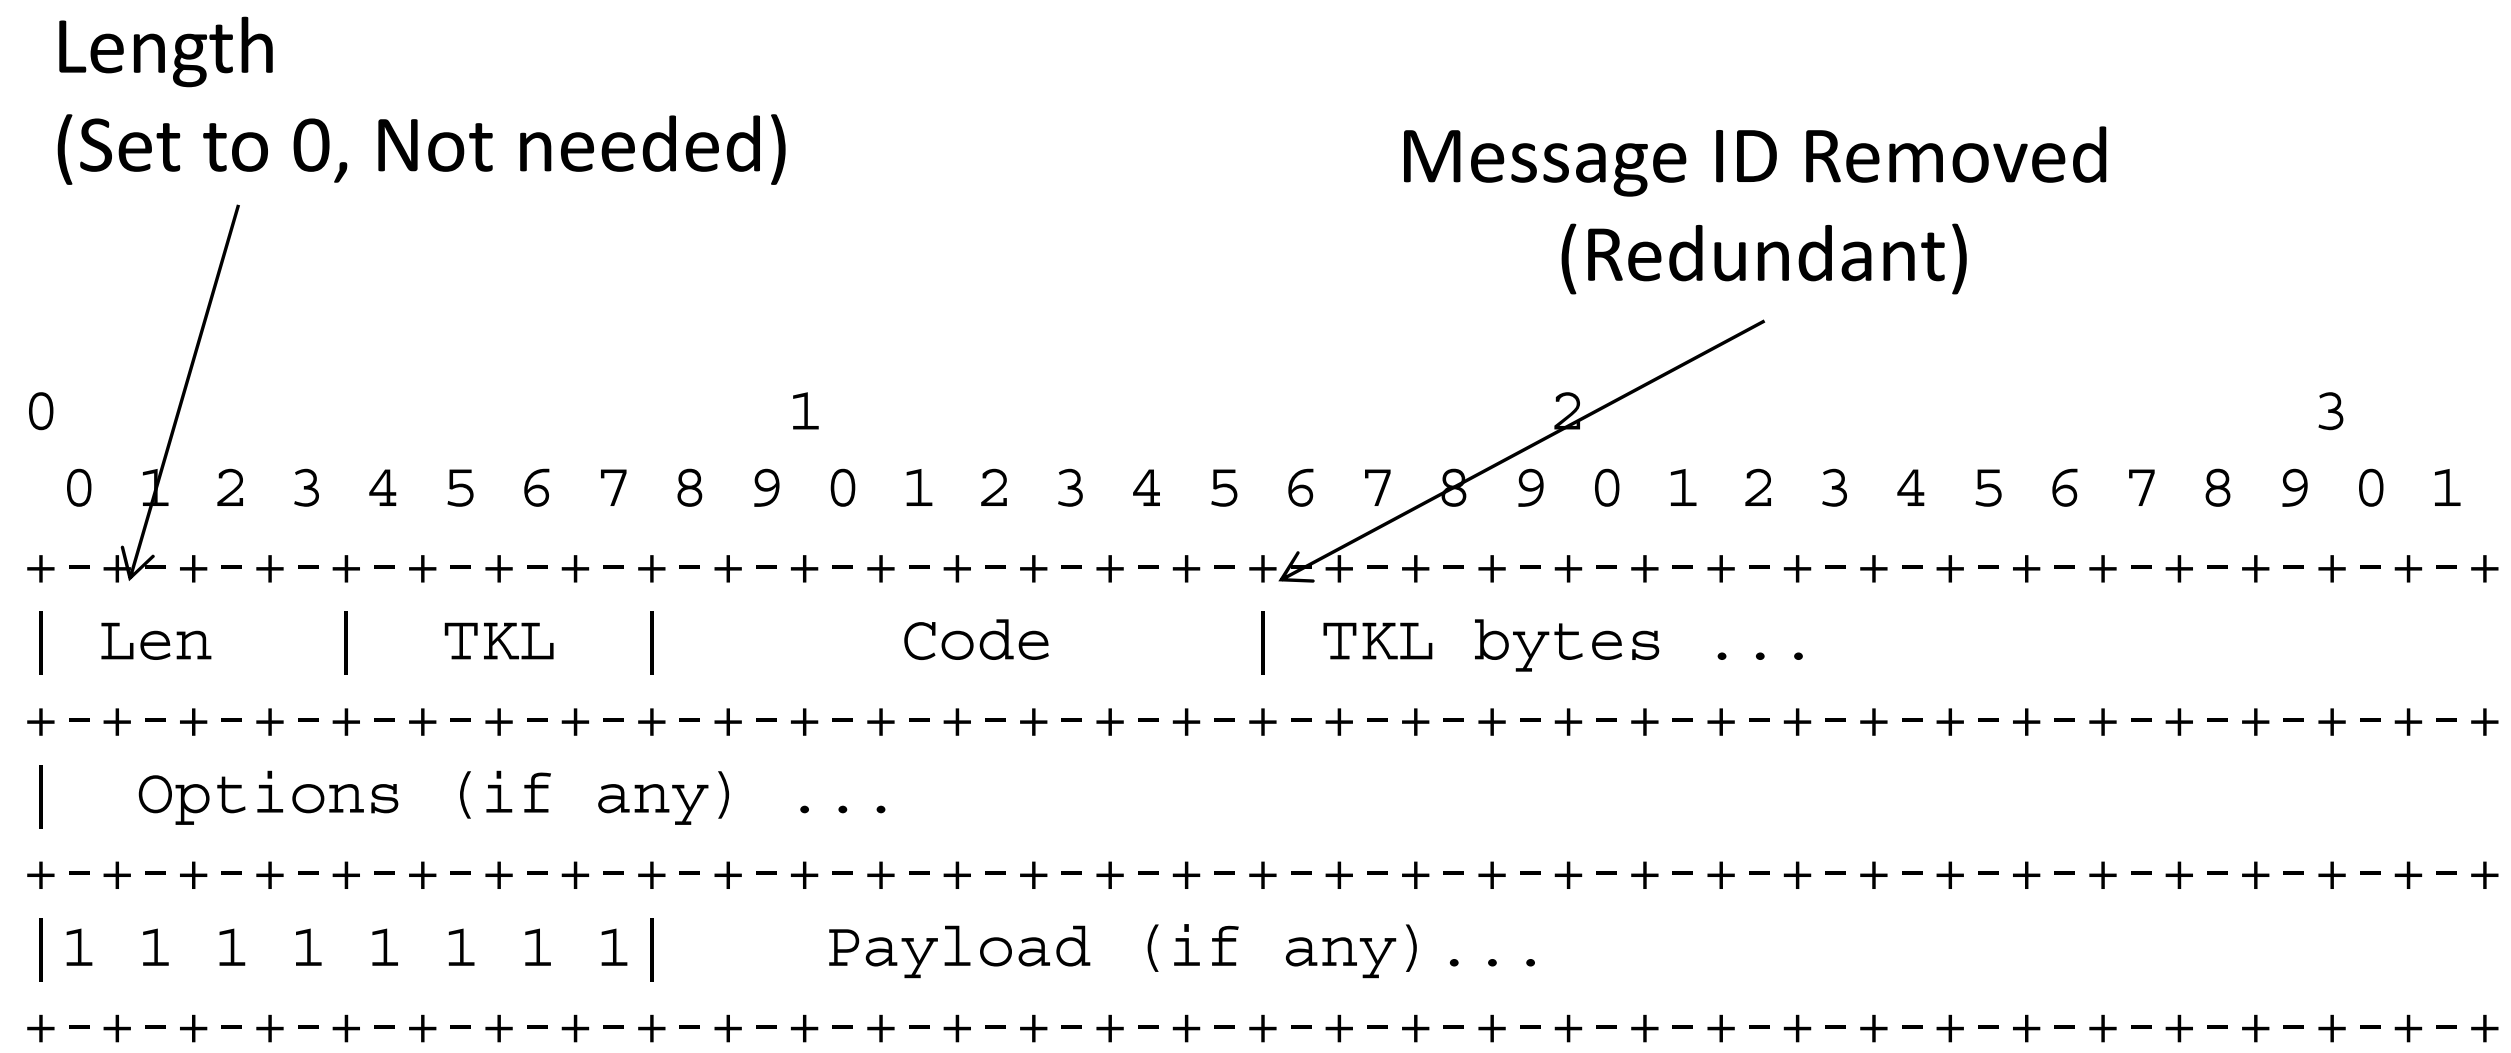 Length
(Set to 0, Not needed)
Message ID Removed
(Redundant)
0                   1                   2                   3
 0 1 2 3 4 5 6 7 8 9 0 1 2 3 4 5 6 7 8 9 0 1 2 3 4 5 6 7 8 9 0 1
+-+-+-+-+-+-+-+-+-+-+-+-+-+-+-+-+-+-+-+-+-+-+-+-+-+-+-+-+-+-+-+-+
| Len   |  TKL  |      Code     | TKL bytes ...
+-+-+-+-+-+-+-+-+-+-+-+-+-+-+-+-+-+-+-+-+-+-+-+-+-+-+-+-+-+-+-+-+
|  Options (if any) ...
+-+-+-+-+-+-+-+-+-+-+-+-+-+-+-+-+-+-+-+-+-+-+-+-+-+-+-+-+-+-+-+-+
|1 1 1 1 1 1 1 1|    Payload (if any)...
+-+-+-+-+-+-+-+-+-+-+-+-+-+-+-+-+-+-+-+-+-+-+-+-+-+-+-+-+-+-+-+-+